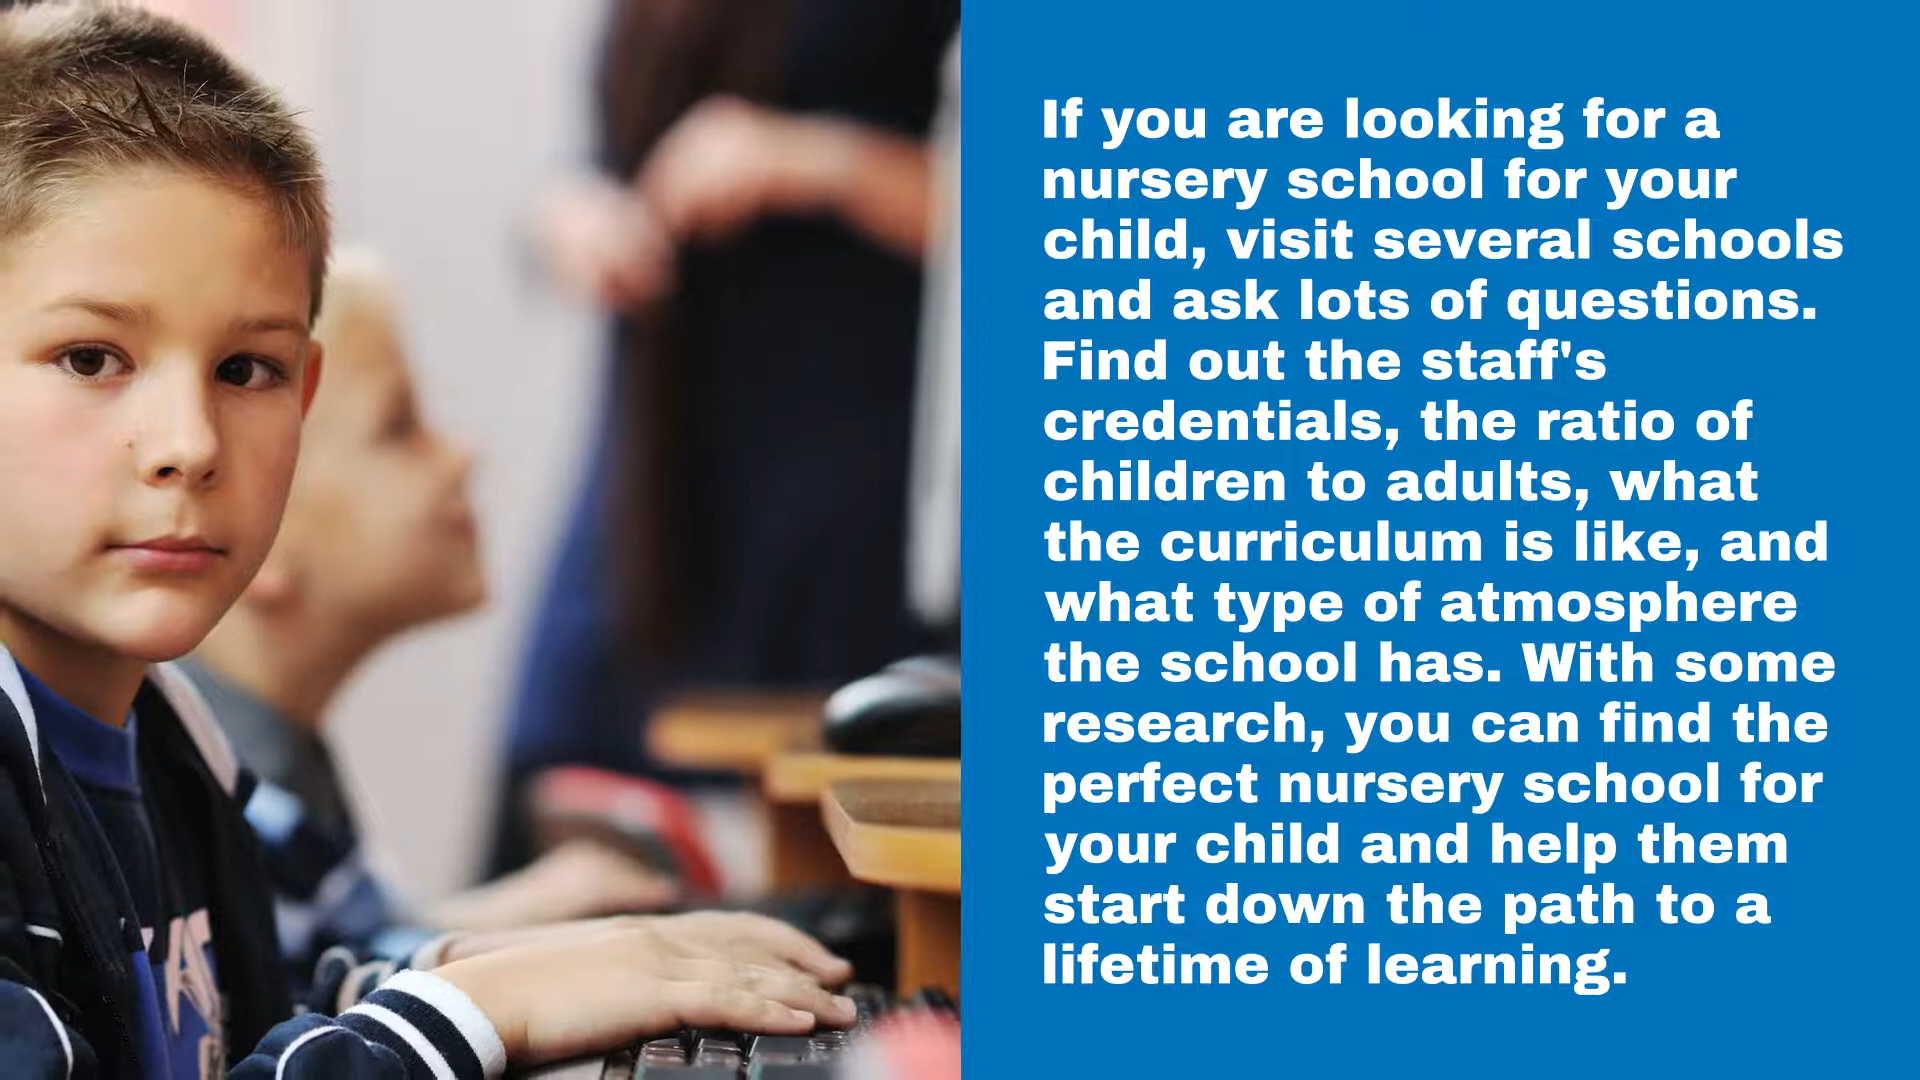 If you are looking for a
nursery school for your
child, visit several schools
and ask lots of questions.
Find out the staff's
credentials, the ratio of
children to adults, what
the curriculum is like, and
what type of atmosphere
the school has. With some
research, you can find the
perfect nursery school for
your child and help them
start down the path to a
lifetime of learning.